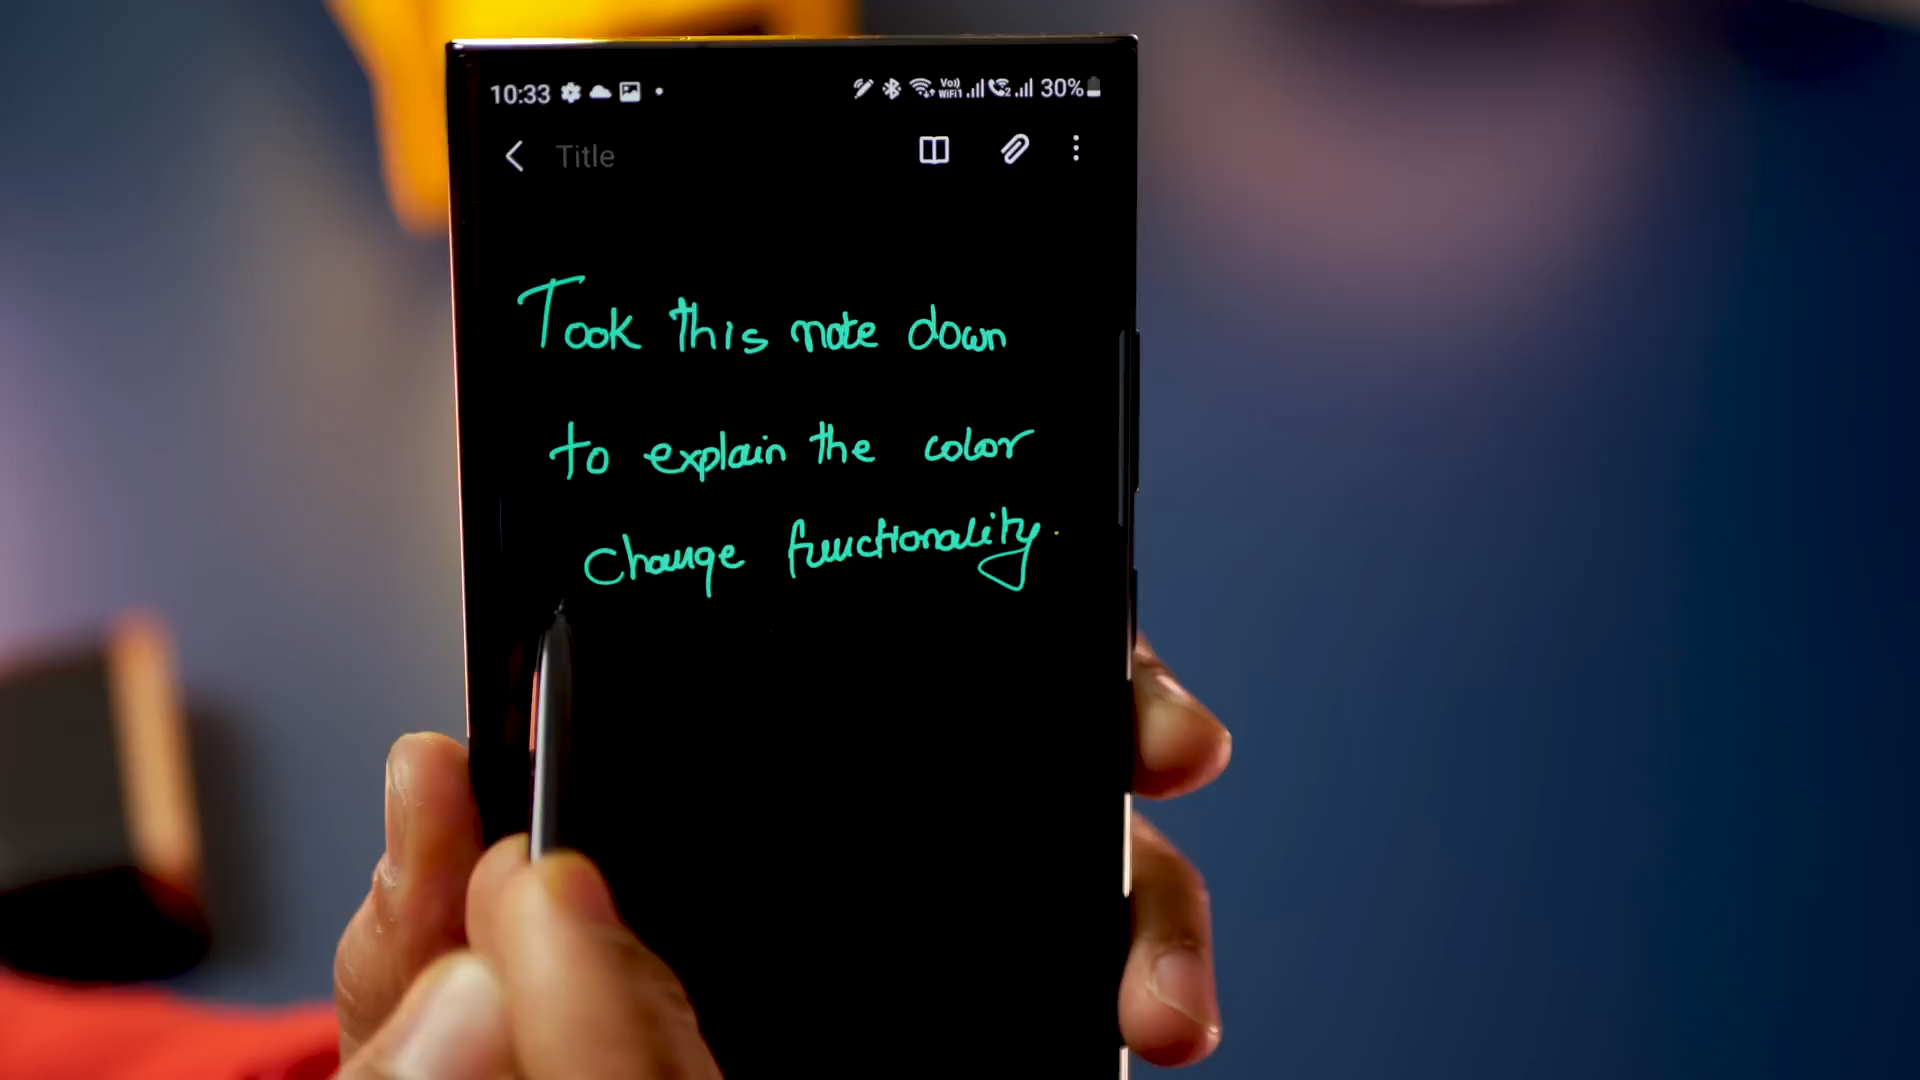 10:33 30%
Title
Took this note down
to explain the color
change functionality.